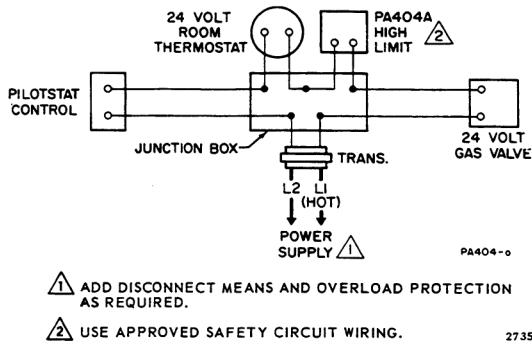 24 VOLT
ROOM
THERMOSTAT
PA404A
HIGH
LIMIT
2
PILOTSTAT
CONTROL
JUNCTION BOX
TRANS.
24 VOLT
GAS VALVE
L2 L1
(HOT)
POWER
SUPPLY 1
PA404-o
1 ADD DISCONNECT MEANS AND OVERLOAD PROTECTION
AS REQUIRED.
2 USE APPROVED SAFETY CIRCUIT WIRING.
2735